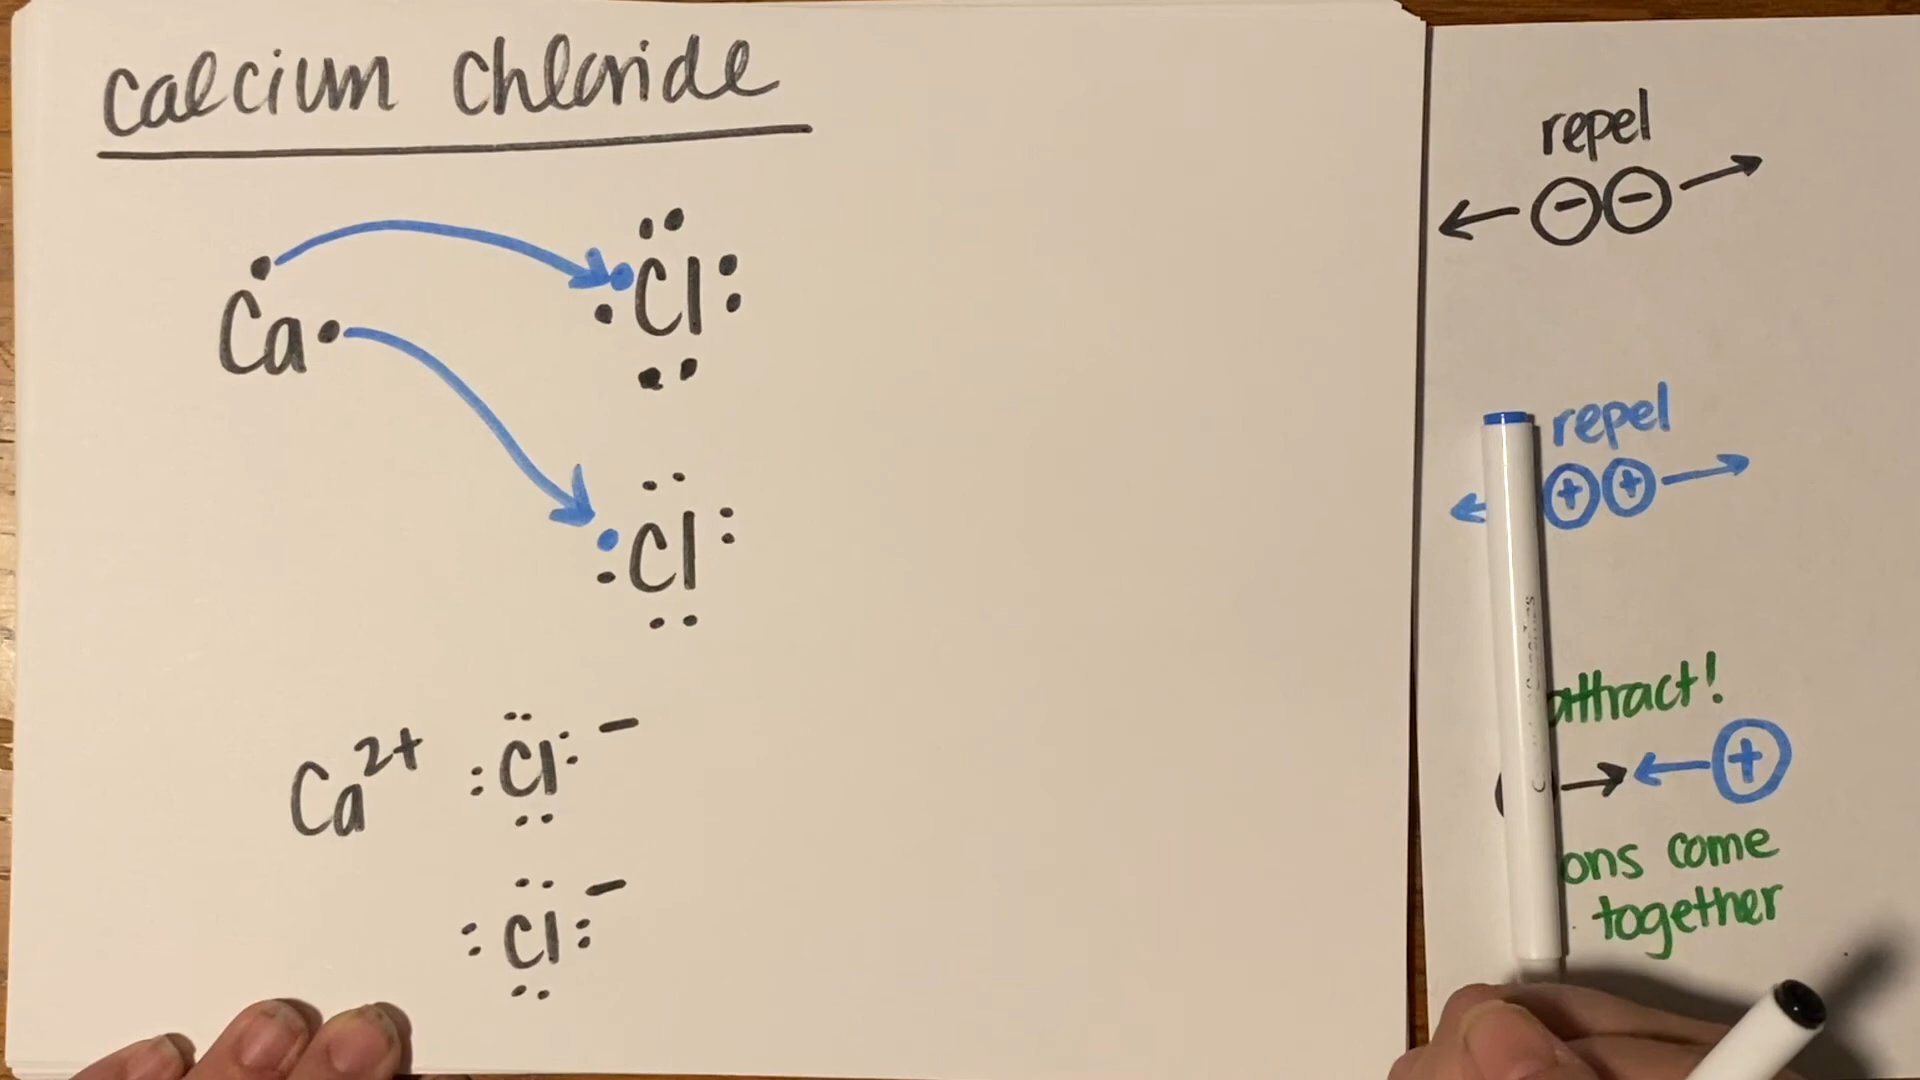 Calcium Chloride
Ca Cl
Cl
Ca2+ Cl −
Cl −
repel
− −
repel
+ +
attract!
+
ons come
together